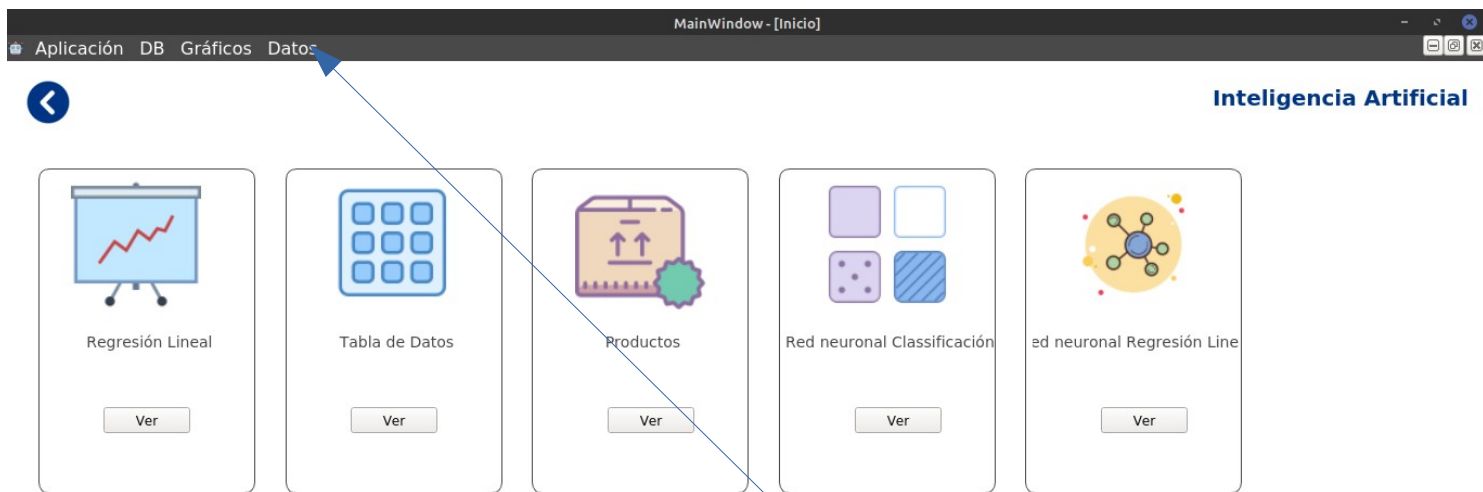 MainWindow - [Inicio]
Aplicación DB Gráficos Datos
Inteligencia Artificial
Regresión Lineal
Tabla de Datos
Productos
Red neuronal Classificación
ed neuronal Regresión Line
Ver
Ver
Ver
Ver
Ver